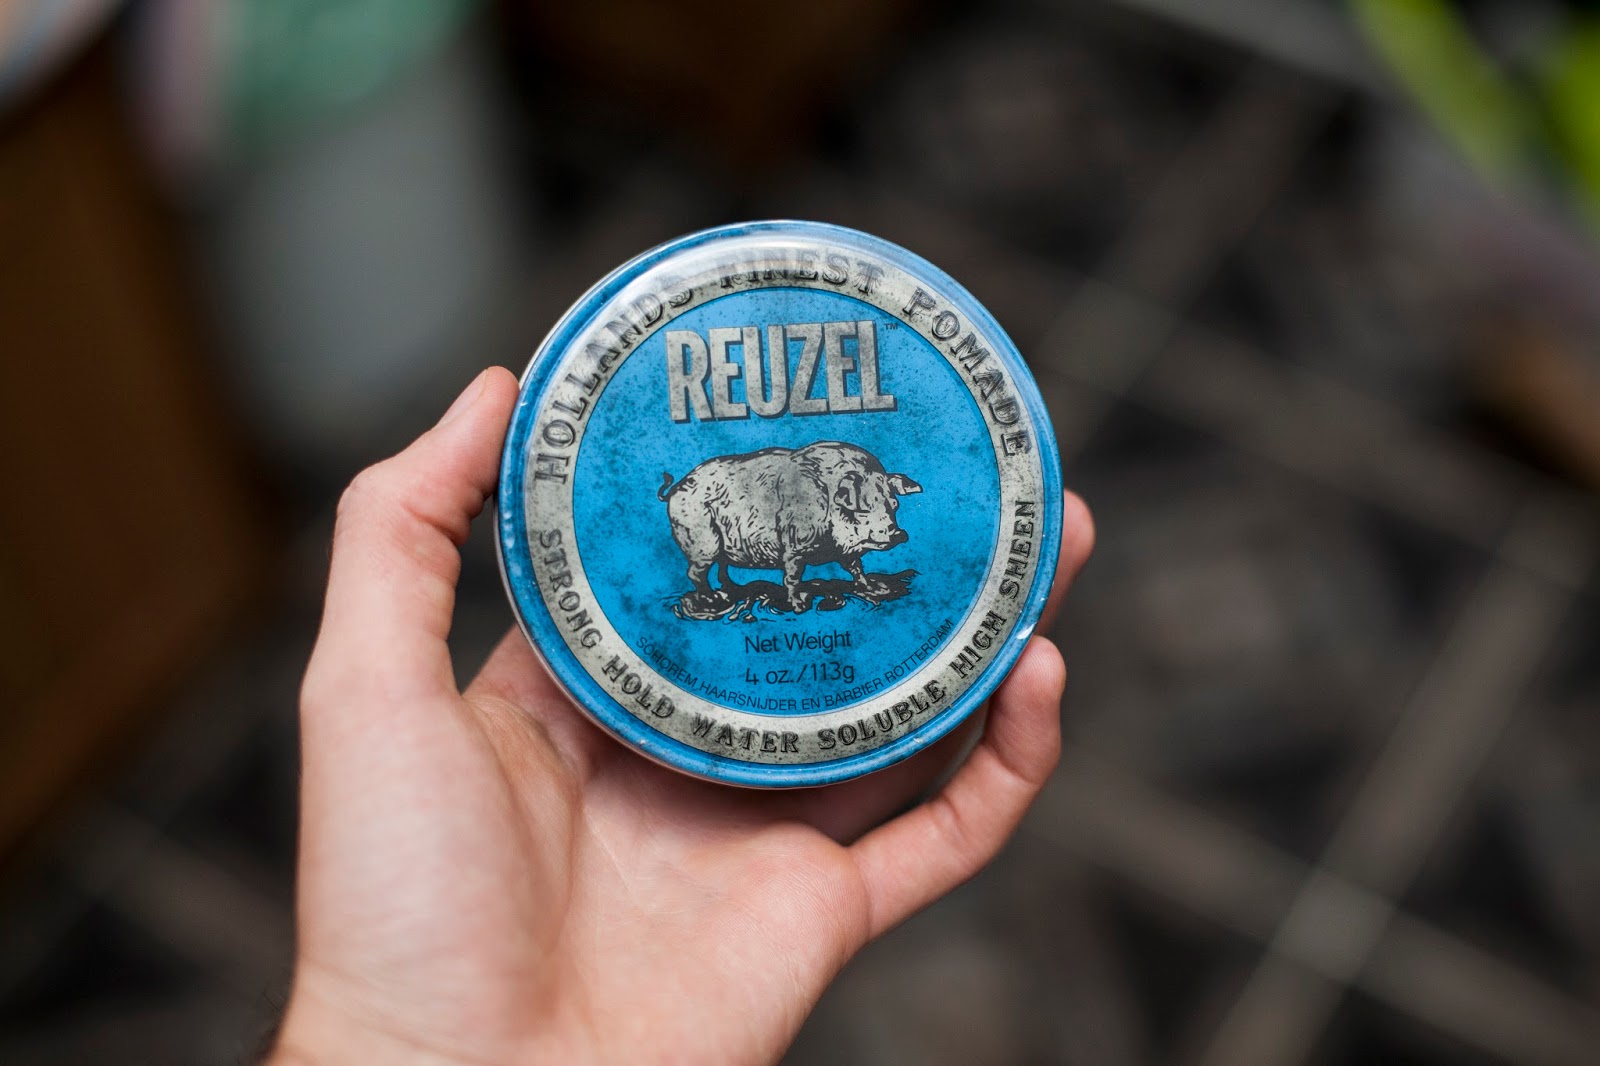 HOLLANDS FINEST POMADE
REUZEL™
Net Weight
4 oz./113g
SCHOREM HAARSNIJDER EN BARBIER ROTTERDAM
STRONG HOLD WATER SOLUBLE HIGH SHEEN